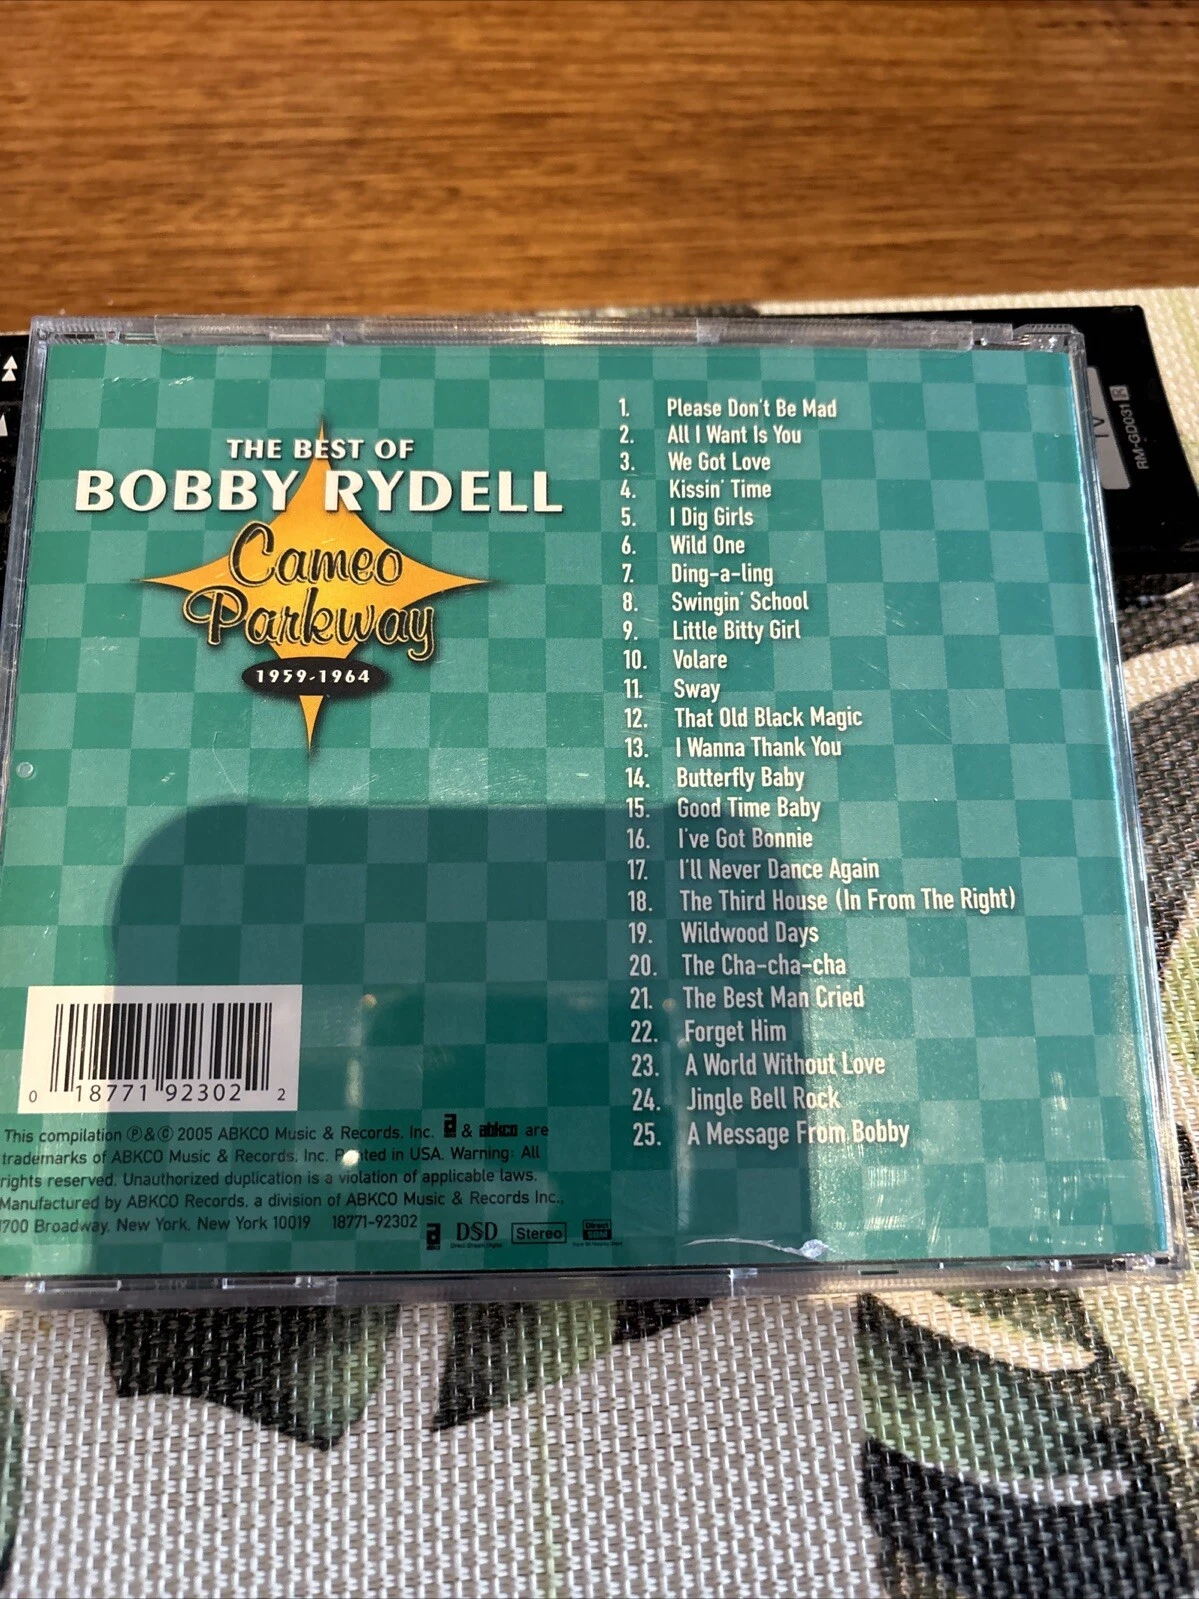 THE BEST OF
BOBBY RYDELL
Cameo
Parkway
1959-1964
1. Please Don't Be Mad
2. All I Want Is You
3. We Got Love
4. Kissin' Time
5. I Dig Girls
6. Wild One
7. Ding-a-ling
8. Swingin' School
9. Little Bitty Girl
10. Volare
11. Sway
12. That Old Black Magic
13. I Wanna Thank You
14. Butterfly Baby
15. Good Time Baby
16. I've Got Bonnie
17. I'll Never Dance Again
18. The Third House (In From The Right)
19. Wildwood Days
20. The Cha-cha-cha
21. The Best Man Cried
22. Forget Him
23. A World Without Love
24. Jingle Bell Rock
25. A Message From Bobby
0 18771 92302 2
This compilation ℗&© 2005 ABKCO Music & Records, Inc. a & abkco are
trademarks of ABKCO Music & Records, Inc. Printed in USA. Warning: All
rights reserved. Unauthorized duplication is a violation of applicable laws.
Manufactured by ABKCO Records, a division of ABKCO Music & Records Inc.,
1700 Broadway, New York, New York 10019 18771-92302
DSD
Direct Stream Digital
Stereo
Direct
SBM
TV
RM-GD031 R